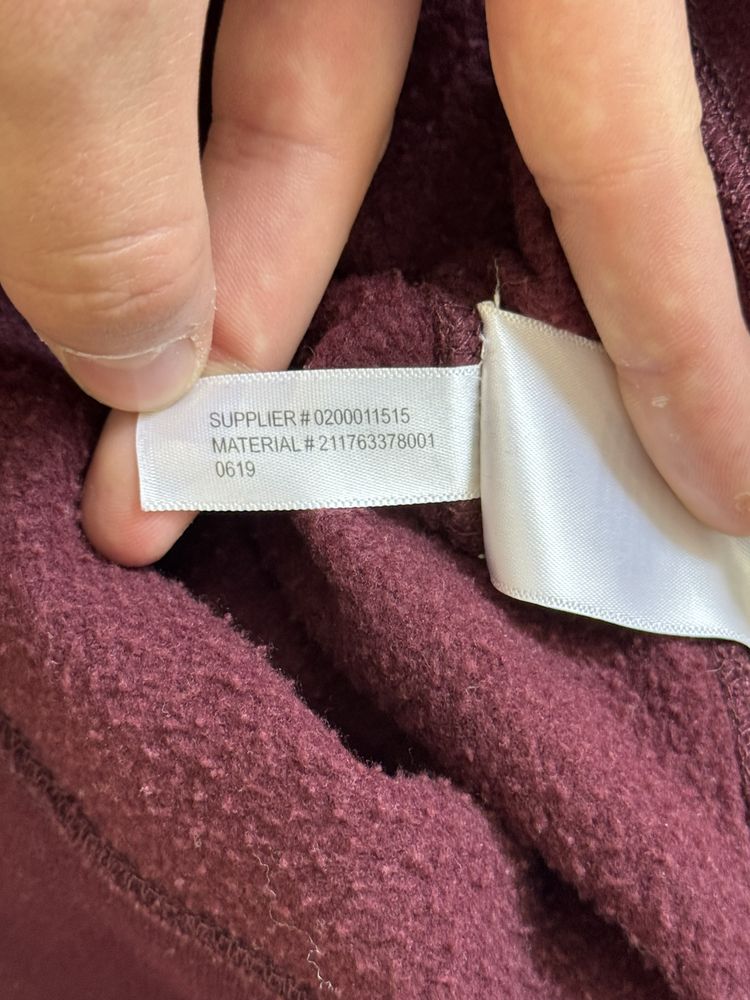 SUPPLIER # 0200011515
MATERIAL # 211763378001
0619